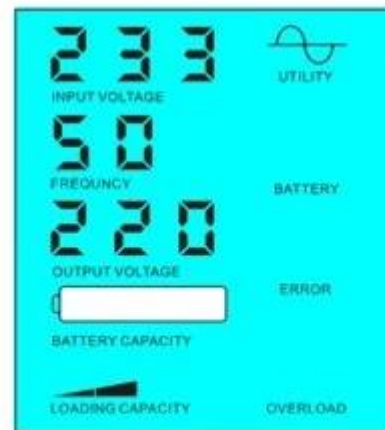 233
UTILITY
INPUT VOLTAGE
50
FREQUNCY
BATTERY
220
OUTPUT VOLTAGE
ERROR
BATTERY CAPACITY
LOADING CAPACITY
OVERLOAD